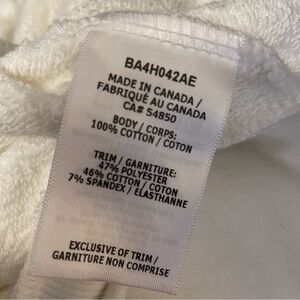 BA4H042AE
MADE IN CANADA /
FABRIQUÉ AU CANADA
CA# 54850
BODY / CORPS:
100% COTTON / COTON
TRIM / GARNITURE:
47% POLYESTER
46% COTTON / COTON
7% SPANDEX / ELASTHANNE
EXCLUSIVE OF TRIM /
GARNITURE NON COMPRISE